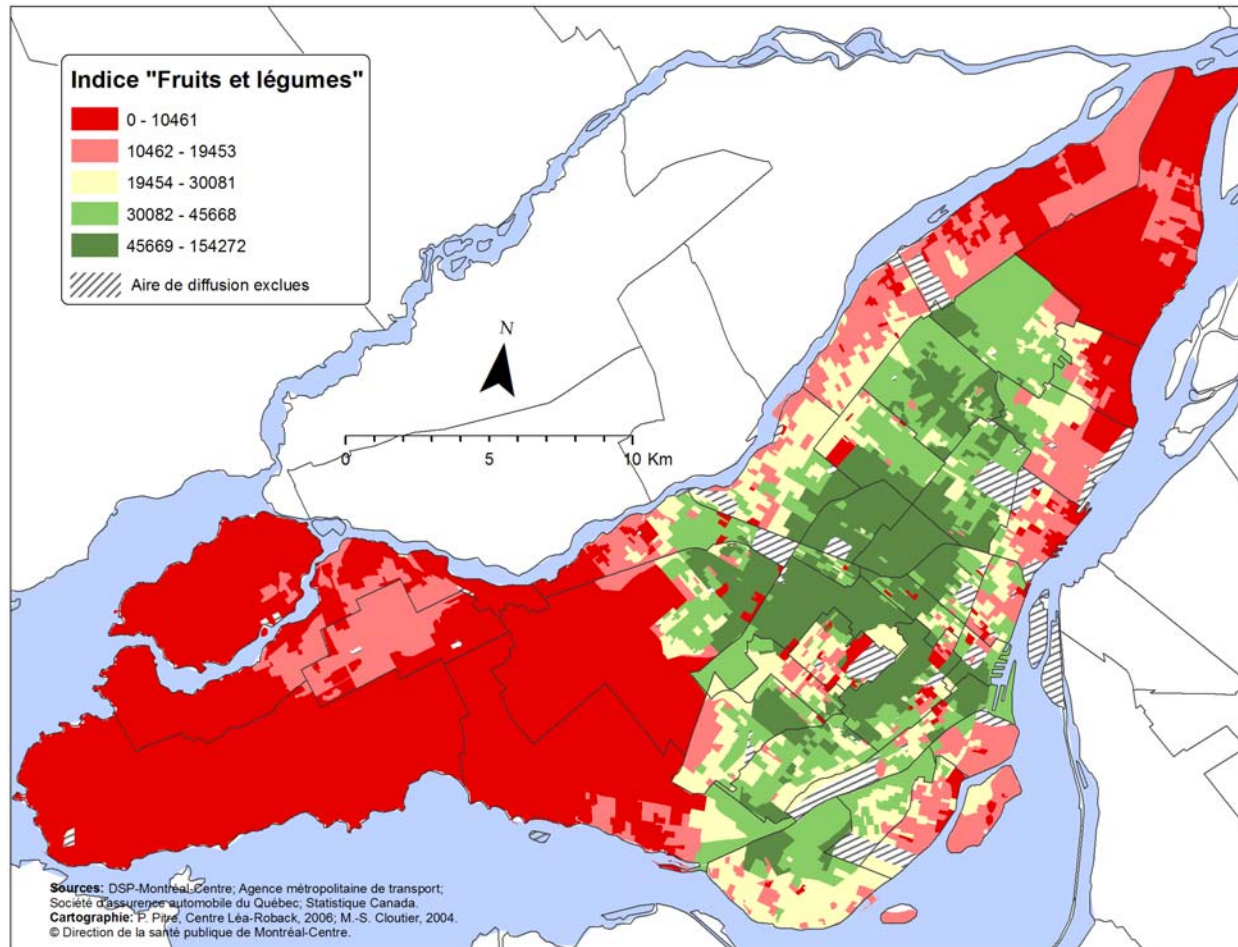 Indice "Fruits et légumes"
0 - 10461
10462 - 19453
19454 - 30081
30082 - 45668
45669 - 154272
Aire de diffusion exclues
N
0 5 10 Km
Sources: DSP-Montréal-Centre; Agence métropolitaine de transport;
Société d'assurance automobile du Québec; Statistique Canada.
Cartographie: P. Pitre, Centre Léa-Roback, 2006; M.-S. Cloutier, 2004.
© Direction de la santé publique de Montréal-Centre.